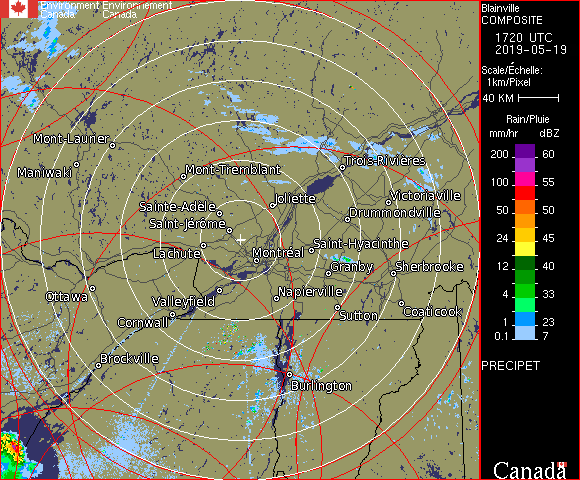 Environment Environnement
Canada Canada
Blainville
COMPOSITE
1720 UTC
2019-05-19
Scale/Échelle:
1km/Pixel
40 KM
Rain/Pluie
mm/hr dBZ
200 60
100 55
50 50
24 45
12 40
4 33
1 23
0.1 7
PRECIPET
Canada
Mont-Laurier
Maniwaki
Mont-Tremblant
Trois-Rivières
Sainte-Adèle
Joliette
Victoriaville
Saint-Jérôme
Drummondville
Lachute
Montréal
Saint-Hyacinthe
Granby
Sherbrooke
Ottawa
Valleyfield
Napierville
Cornwall
Sutton
Coaticook
Brockville
Burlington